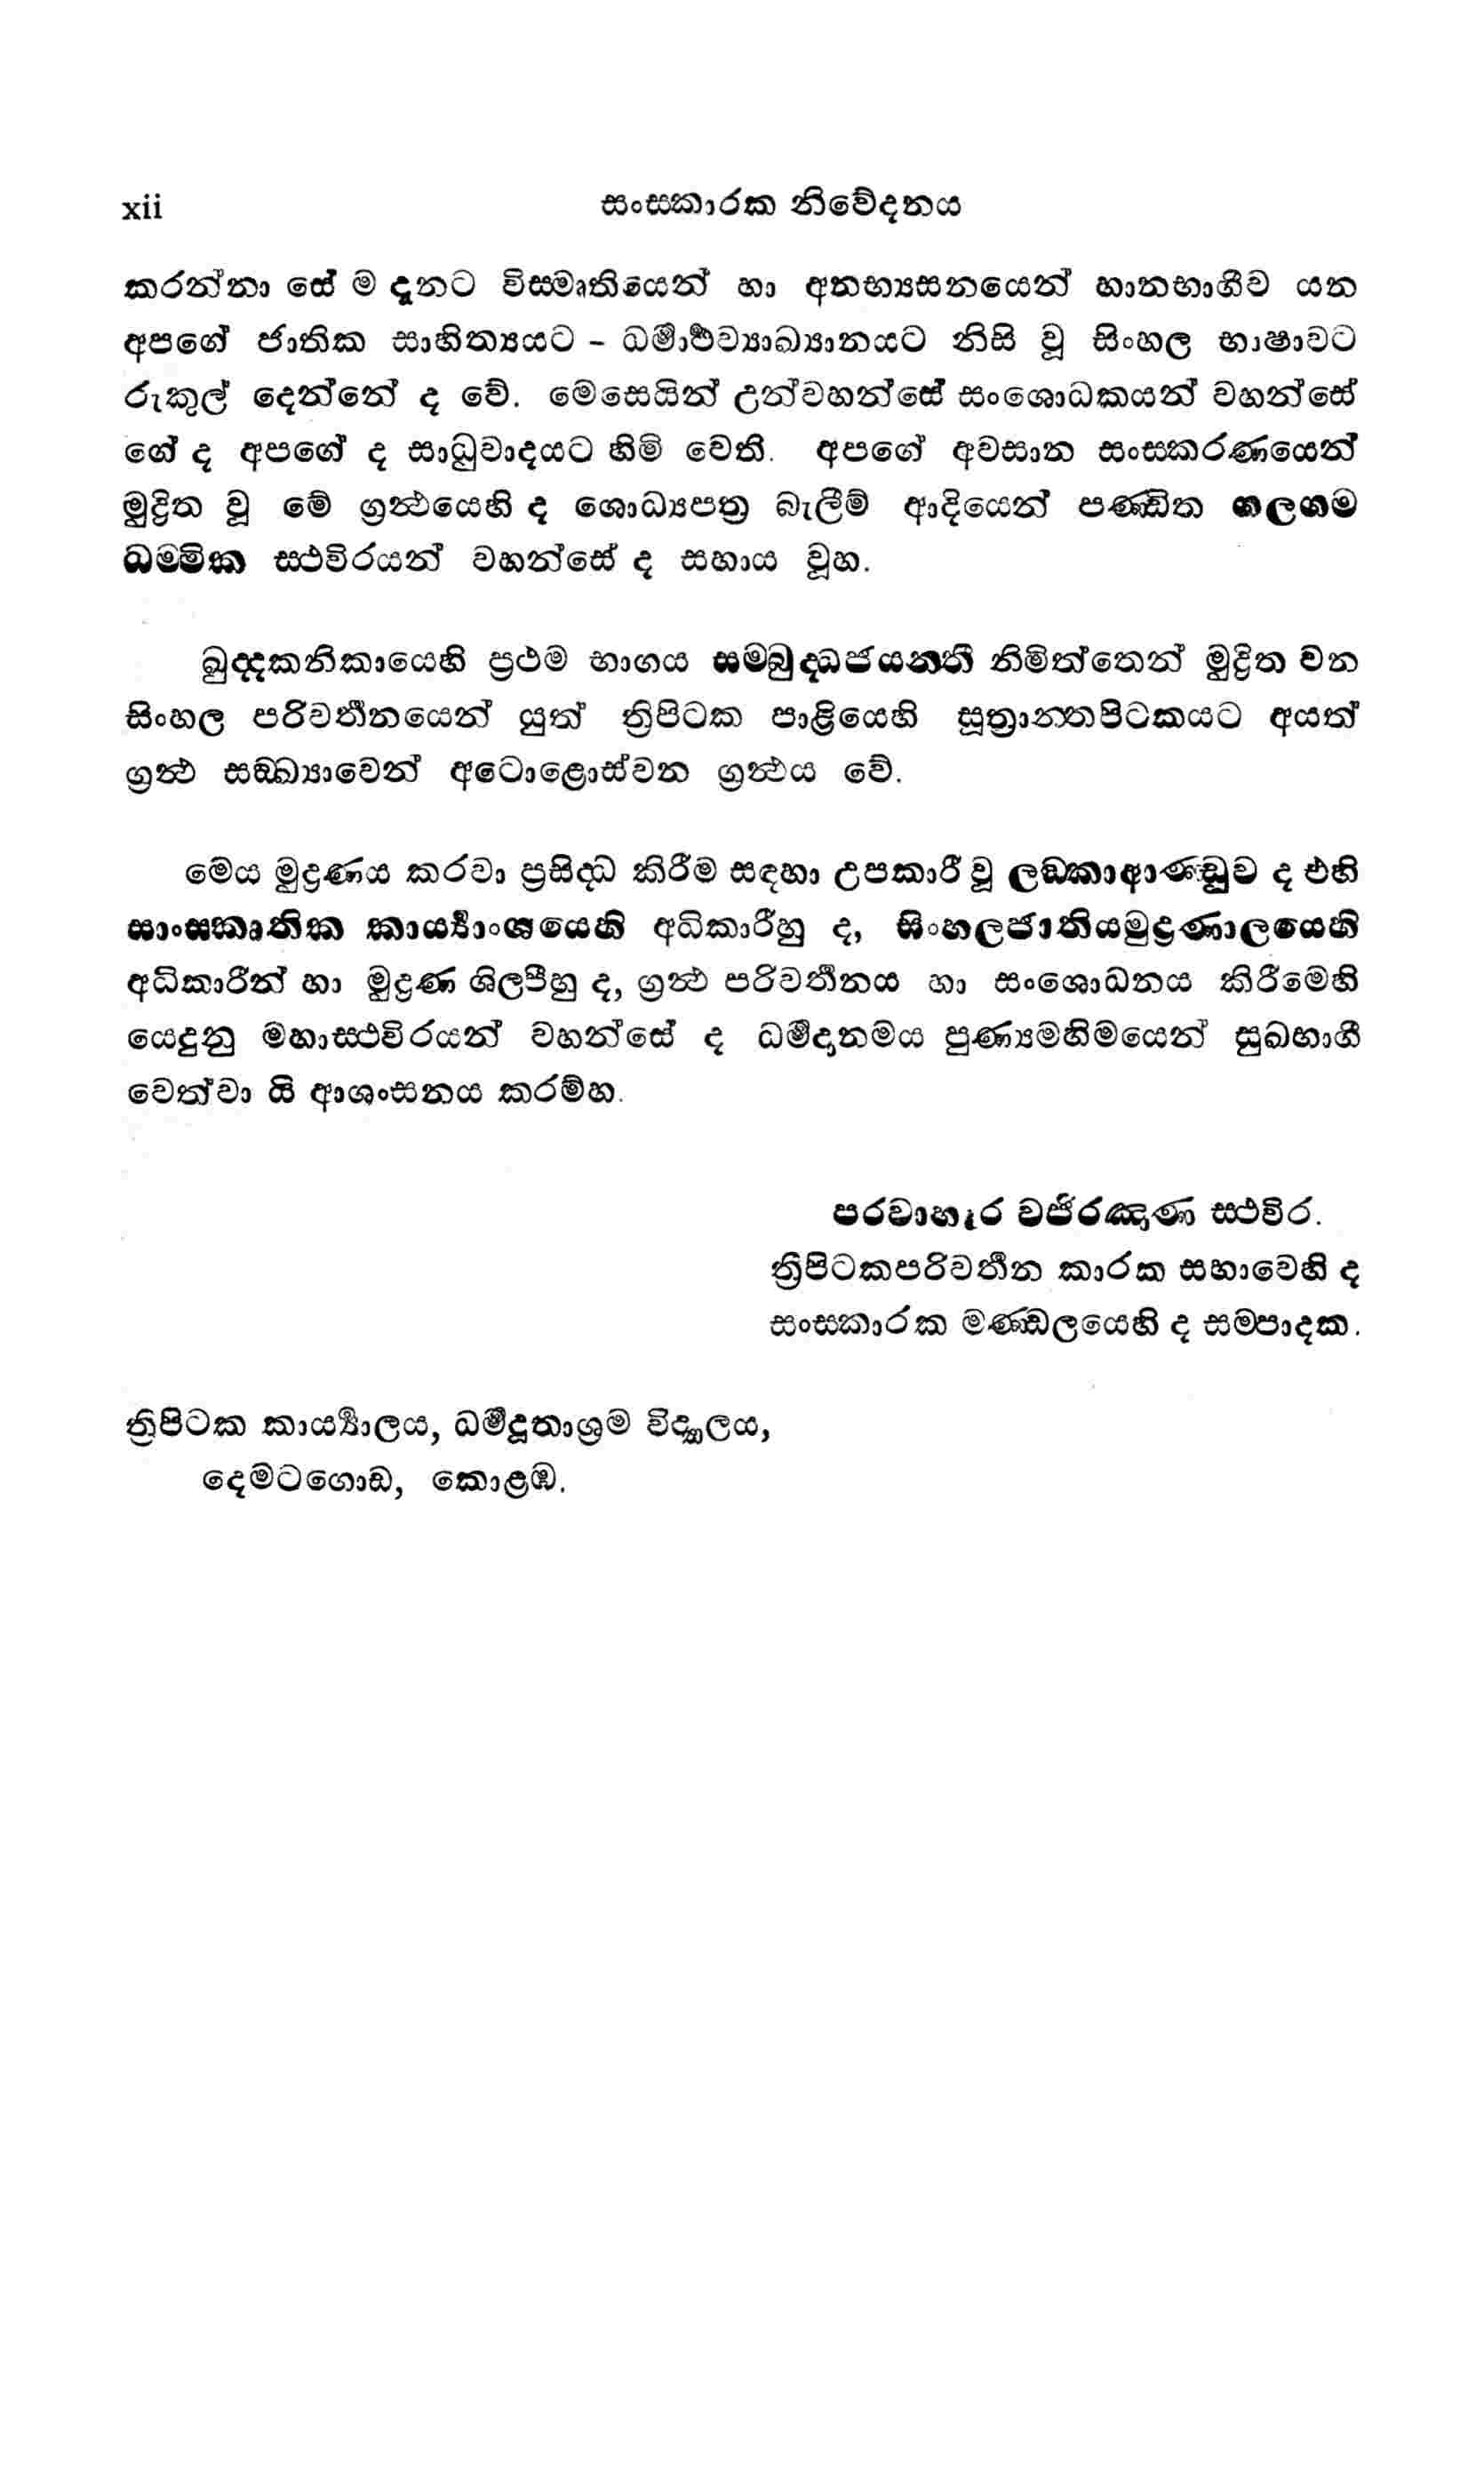 xii සංස්කාරක නිවේදනය
කරන්නා සේ ම දැනට විස්මෘතියෙන් හා අනභ්‍යසනයෙන් හානභාගීව යන
අපගේ ජාතික සාහිත්‍යයට - ධර්‍මාර්‍ථව්‍යාඛ්‍යානයට නිසි වූ සිංහල භාෂාවට
රුකුල් දෙන්නේ ද වේ. මෙසෙයින් උන්වහන්සේ සංශොධකයන් වහන්සේ
ගේ ද අපගේ ද සාධුවාදයට හිමි වෙති. අපගේ අවසාන සංස්කරණයෙන්
මුද්‍රිත වූ මේ ග්‍රන්‍ථයෙහි ද ශොධ්‍යපත්‍ර බැලීම් ආදියෙන් පණ්ඩිත ගලගම
ධම්මික ස්ථවිරයන් වහන්සේ ද සහාය වූහ.
ඛුද්දකනිකායෙහි ප්‍රථම භාගය සම්බුද්ධජයන්තී නිමිත්තෙන් මුද්‍රිත වන
සිංහල පරිවර්‍තනයෙන් යුත් ත්‍රිපිටක පාළියෙහි සූත්‍රාන්තපිටකයට අයත්
ග්‍රන්‍ථ සඞ්ඛ්‍යාවෙන් අටොළොස්වන ග්‍රන්‍ථය වේ.
මෙය මුද්‍රණය කරවා ප්‍රසිද්ධ කිරීම සඳහා උපකාරී වූ ලඞ්කාආණ්ඩුව ද එහි
සාංස්කෘතික කාර්‍ය්‍යාංශයෙහි අධිකාරීහු ද, සිංහලජාතියමුද්‍රණාලයෙහි
අධිකාරීන් හා මුද්‍රණ ශිල්පීහු ද, ග්‍රන්‍ථ පරිවර්‍තනය හා සංශොධනය කිරීමෙහි
යෙදුනු මහාස්ථවිරයන් වහන්සේ ද ධර්‍මදානමය පුණ්‍යමහිමයෙන් සුඛභාගී
වෙත්වා යි ආශංසනය කරම්හ.
පරවාහැර වජිරඤාණ ස්ථවිර.
ත්‍රිපිටකපරිවර්‍තන කාරක සභාවෙහි ද
සංස්කාරක මණ්ඩලයෙහි ද සම්පාදක.
ත්‍රිපිටක කාර්‍ය්‍යාලය, ධර්‍මදූතාශ්‍රම විද්‍යාලය,
දෙමටගොඩ, කොළඹ.